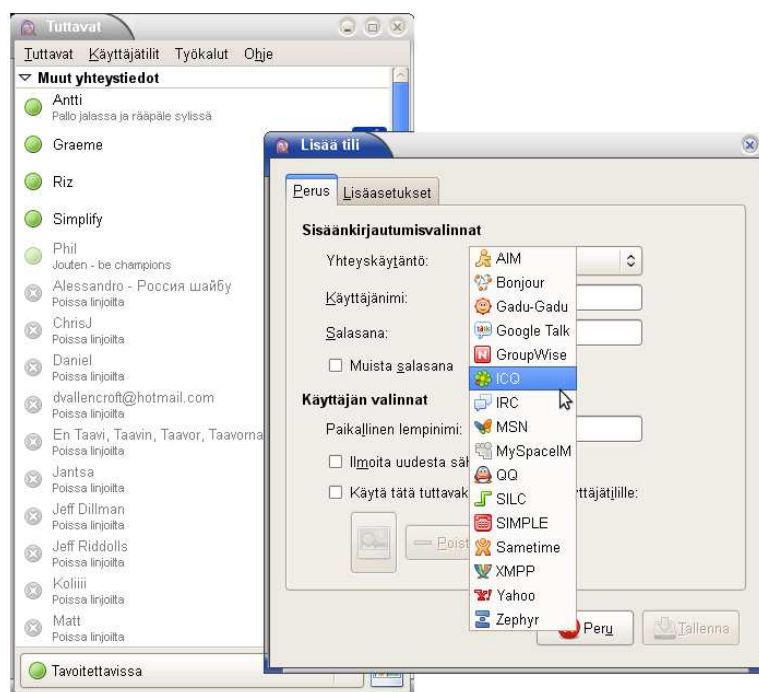 Tuttavat
Tuttavat Käyttäjätilit Työkalut Ohje
Muut yhteystiedot
Antti
Pallo jalassa ja rääpäle sylissä
Graeme
Riz
Simplify
Phil
Jouten - be champions
Alessandro - Россия шайбу
Poissa linjoilta
ChrisJ
Poissa linjoilta
Daniel
Poissa linjoilta
dvallencroft@hotmail.com
Poissa linjoilta
En Taavi, Taavin, Taavor, Taavorna
Poissa linjoilta
Jantsa
Poissa linjoilta
Jeff Dillman
Poissa linjoilta
Jeff Riddolls
Poissa linjoilta
Koliiii
Poissa linjoilta
Matt
Poissa linjoilta
Tavoitettavissa
Lisää tili
Perus Lisäasetukset
Sisäänkirjautumisvalinnat
Yhteyskäytäntö:
Käyttäjänimi:
Salasana:
Muista salasana
Käyttäjän valinnat
Paikallinen lempinimi:
Ilmoita uudesta
Käytä tätä ttäjätilille:
AIM
Bonjour
Gadu-Gadu
Google Talk
GroupWise
ICQ
IRC
MSN
MySpaceIM
QQ
SILC
SIMPLE
Sametime
XMPP
Yahoo
Zephyr
Peru Tallenna